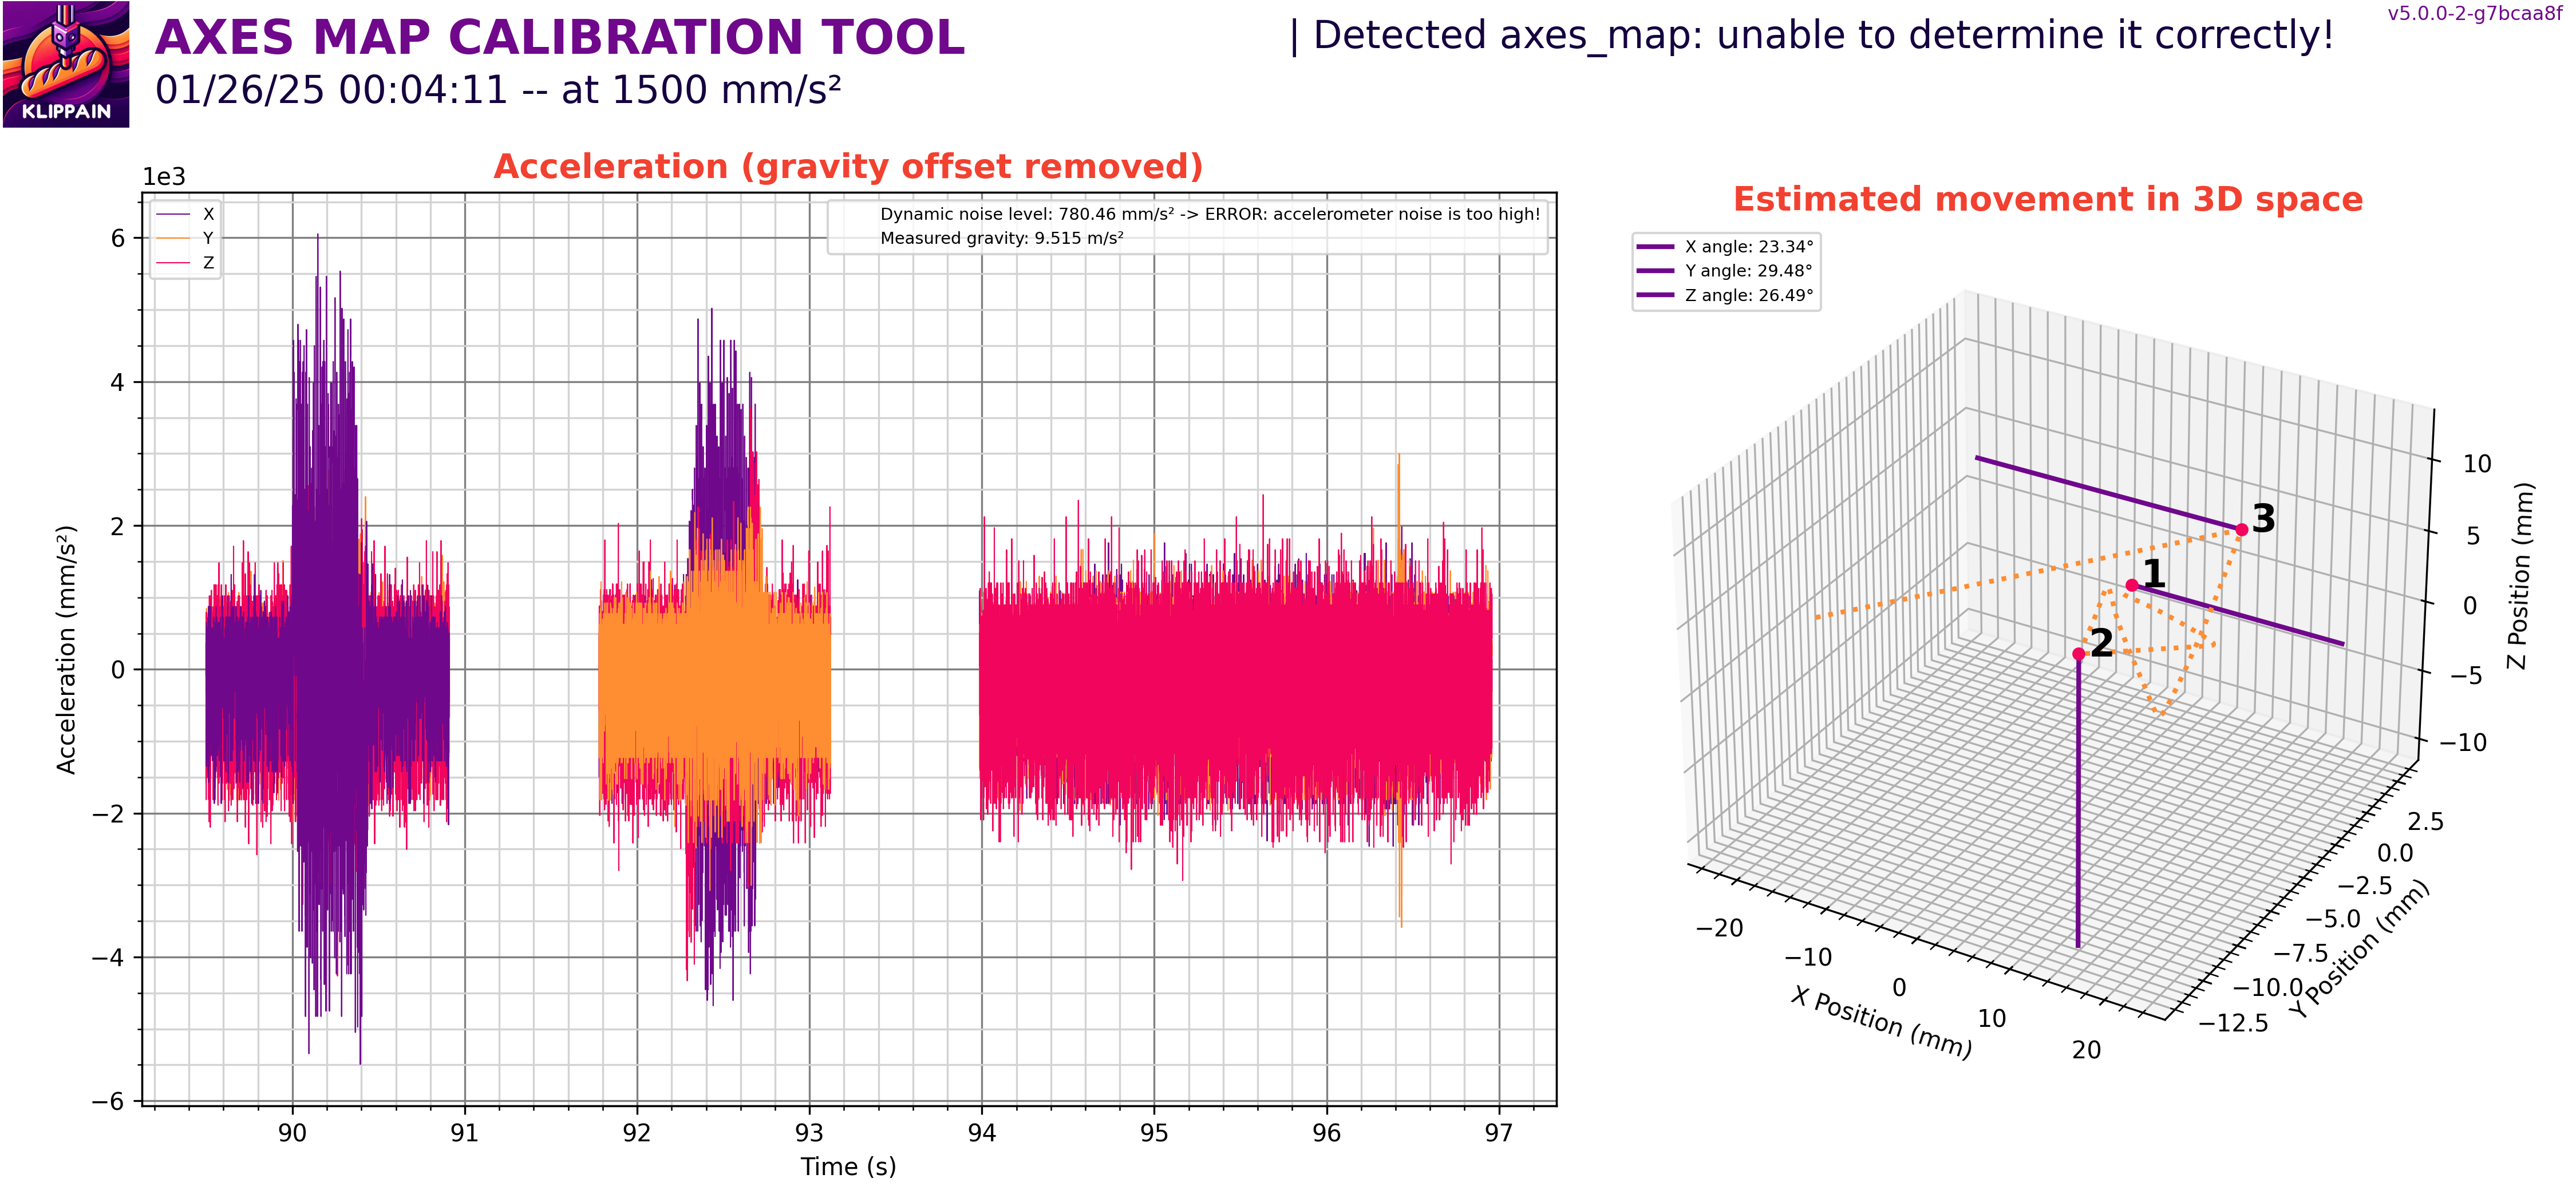 KLIPPAIN
AXES MAP CALIBRATION TOOL
01/26/25 00:04:11 -- at 1500 mm/s²
| Detected axes_map: unable to determine it correctly!
v5.0.0-2-g7bcaa8f
Acceleration (gravity offset removed)
1e3
X
Y
Z
Dynamic noise level: 780.46 mm/s² -> ERROR: accelerometer noise is too high!
Measured gravity: 9.515 m/s²
6
4
2
0
−2
−4
−6
Acceleration (mm/s²)
90
91
92
93
94
95
96
97
Time (s)
Estimated movement in 3D space
X angle: 23.34°
Y angle: 29.48°
Z angle: 26.49°
3
1
2
10
5
0
−5
−10
Z Position (mm)
2.5
0.0
−2.5
−5.0
−7.5
−10.0
−12.5
Y Position (mm)
−20
−10
0
10
20
X Position (mm)